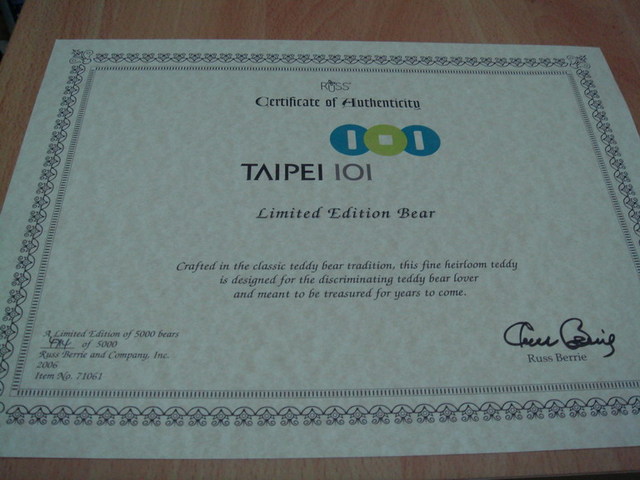 RUSS
Certificate of Authenticity
TAIPEI 101
Limited Edition Bear
Crafted in the classic teddy bear tradition, this fine heirloom teddy
is designed for the discriminating teddy bear lover
and meant to be treasured for years to come.
A Limited Edition of 5000 bears
of 5000
Russ Berrie and Company, Inc.
2006
Item No. 71061
Russ Berrie
Russ Berrie